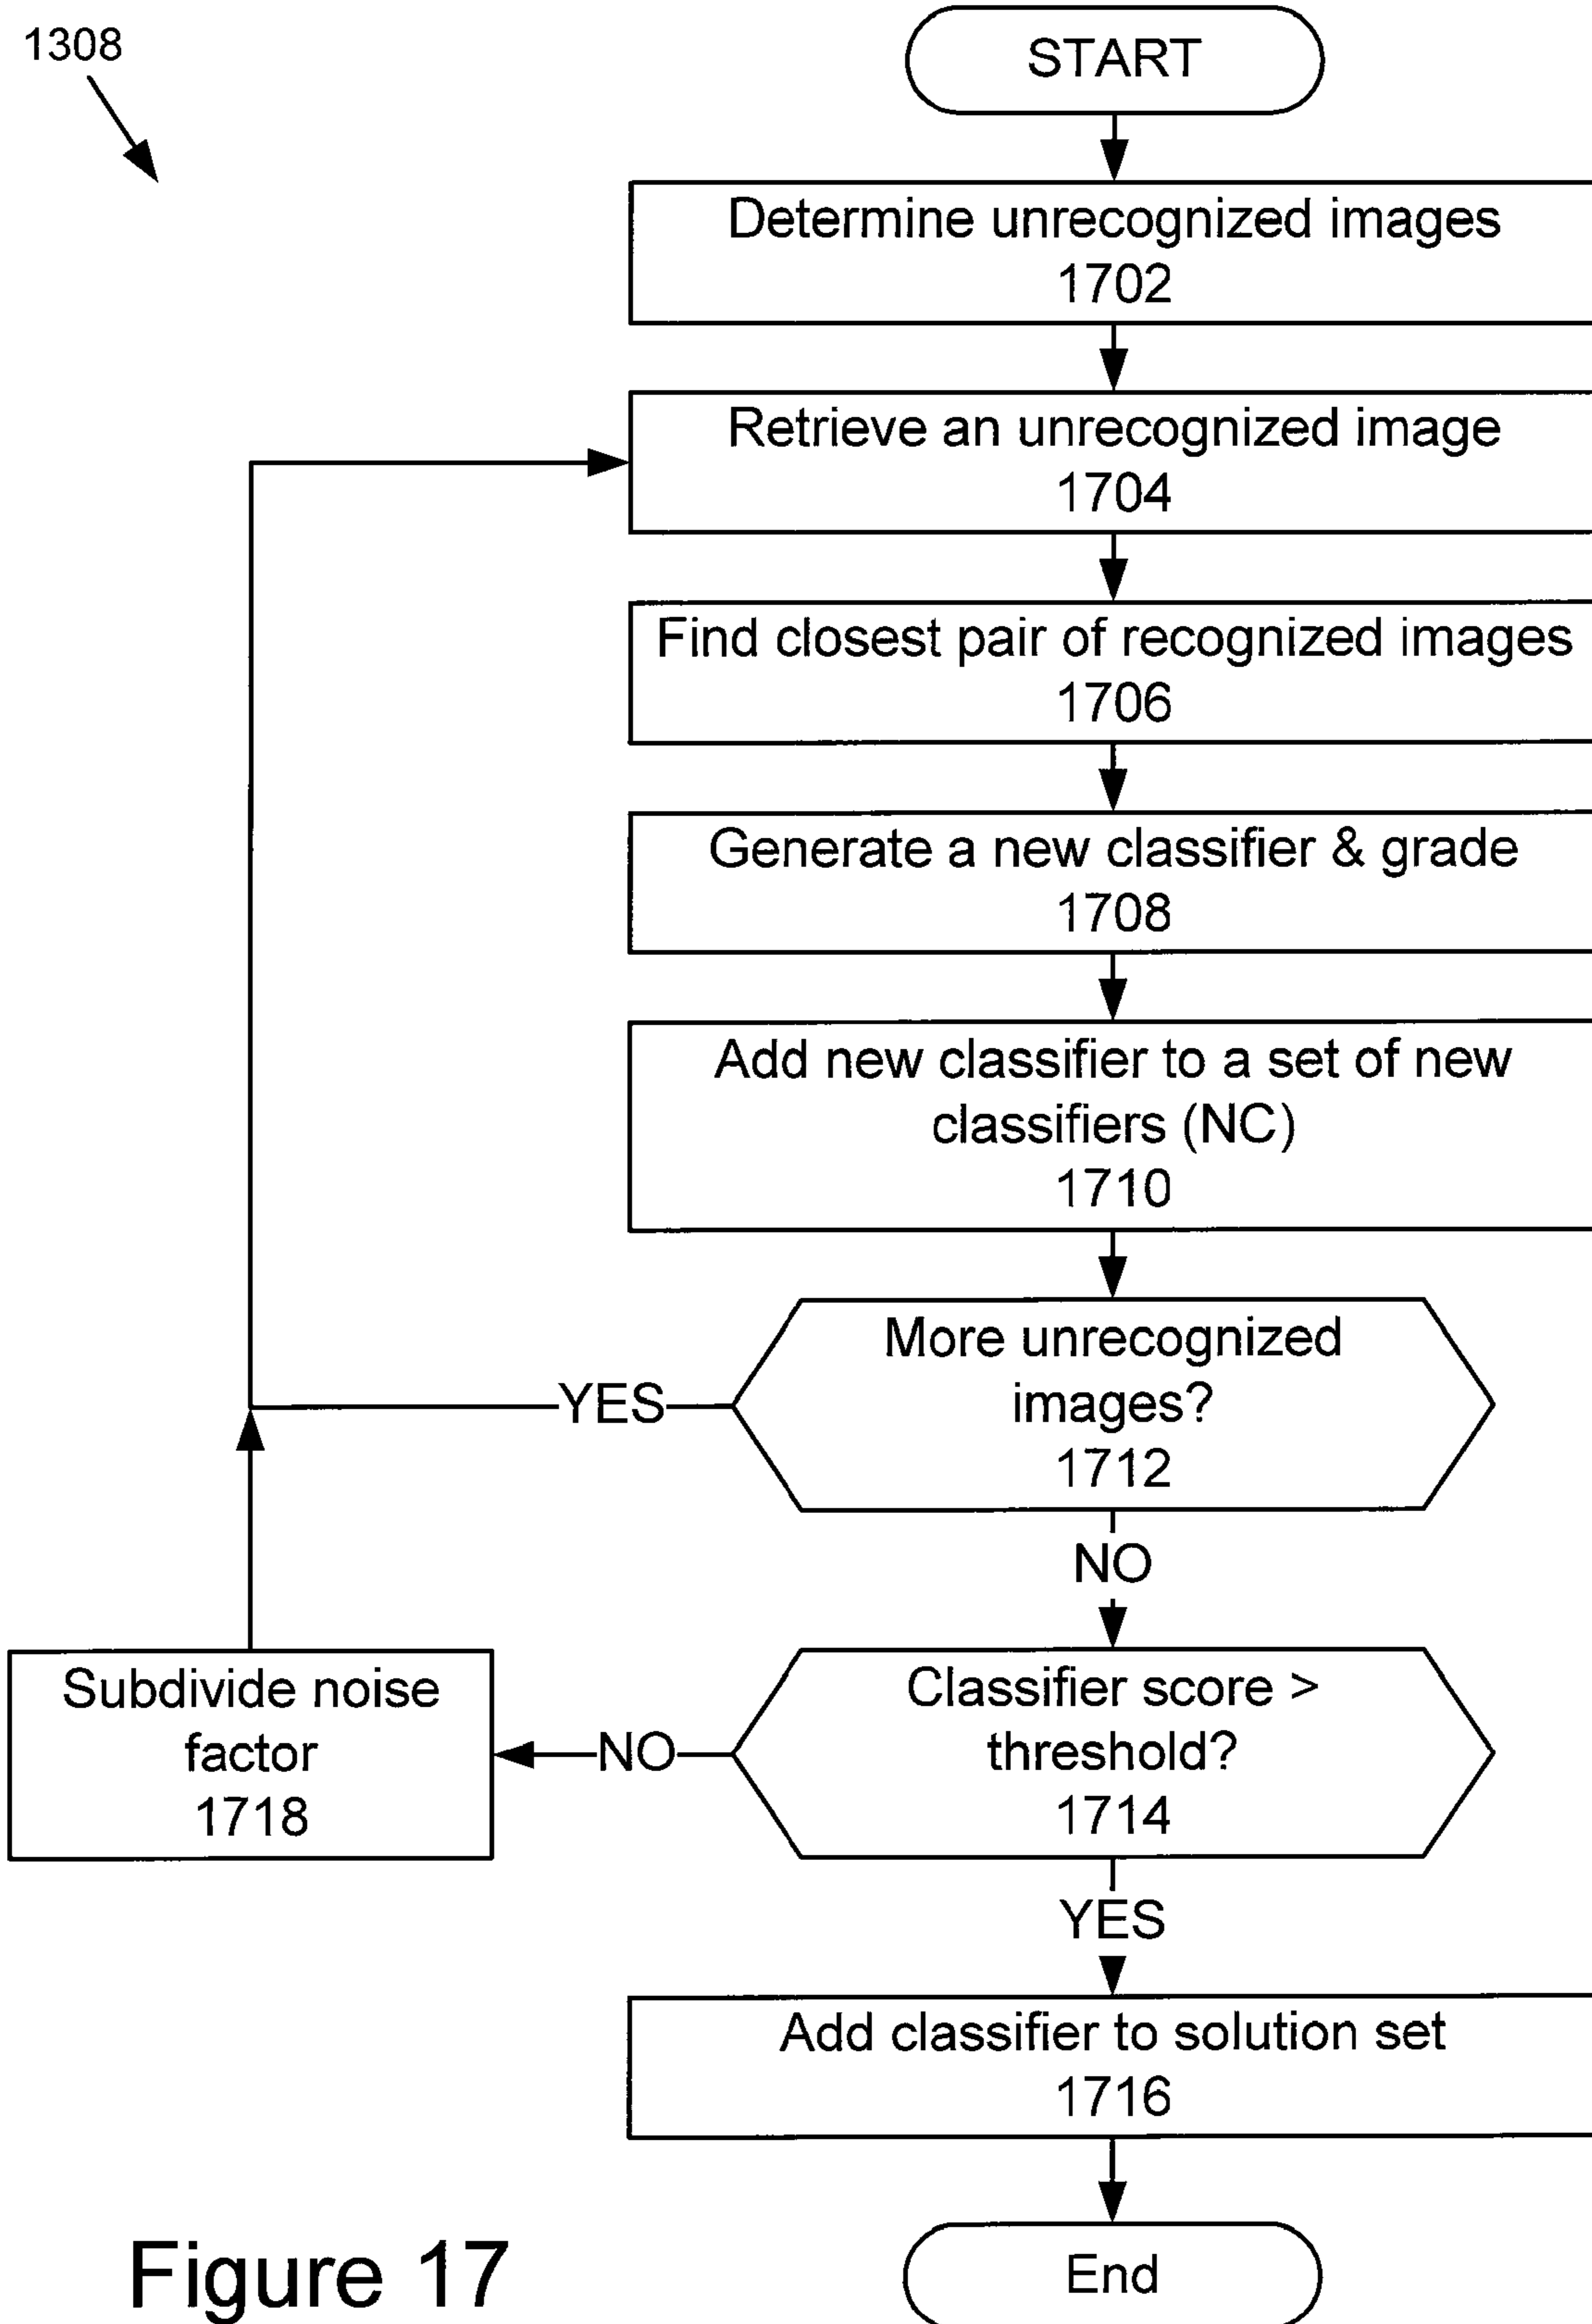 1308
START
Determine unrecognized images
1702
Retrieve an unrecognized image
1704
Find closest pair of recognized images
1706
Generate a new classifier & grade
1708
Add new classifier to a set of new
classifiers (NC)
1710
More unrecognized
images?
1712
YES
NO
Classifier score >
threshold?
1714
NO
Subdivide noise
factor
1718
YES
Add classifier to solution set
1716
End
Figure 17